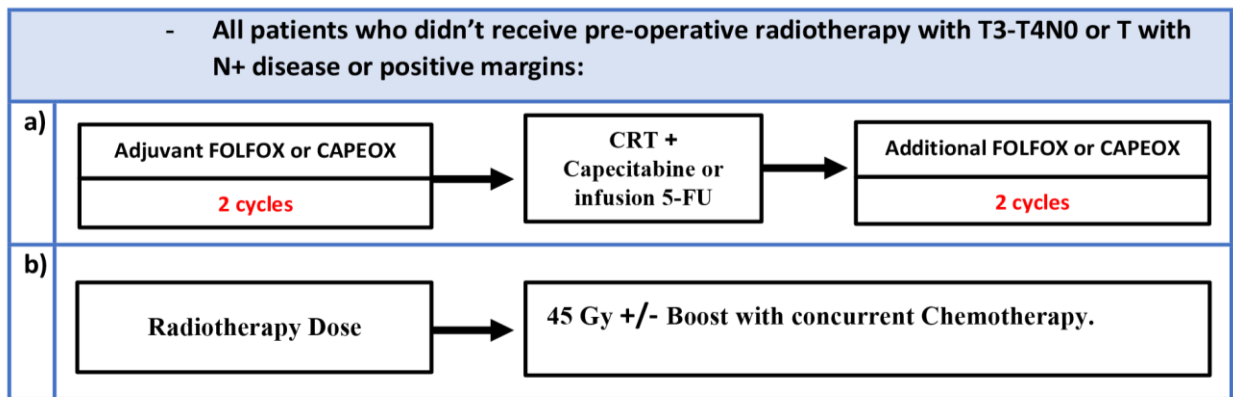 - All patients who didn’t receive pre-operative radiotherapy with T3-T4N0 or T with
N+ disease or positive margins:
a)
Adjuvant FOLFOX or CAPEOX
2 cycles
CRT +
Capecitabine or
infusion 5-FU
Additional FOLFOX or CAPEOX
2 cycles
b)
Radiotherapy Dose
45 Gy +/- Boost with concurrent Chemotherapy.